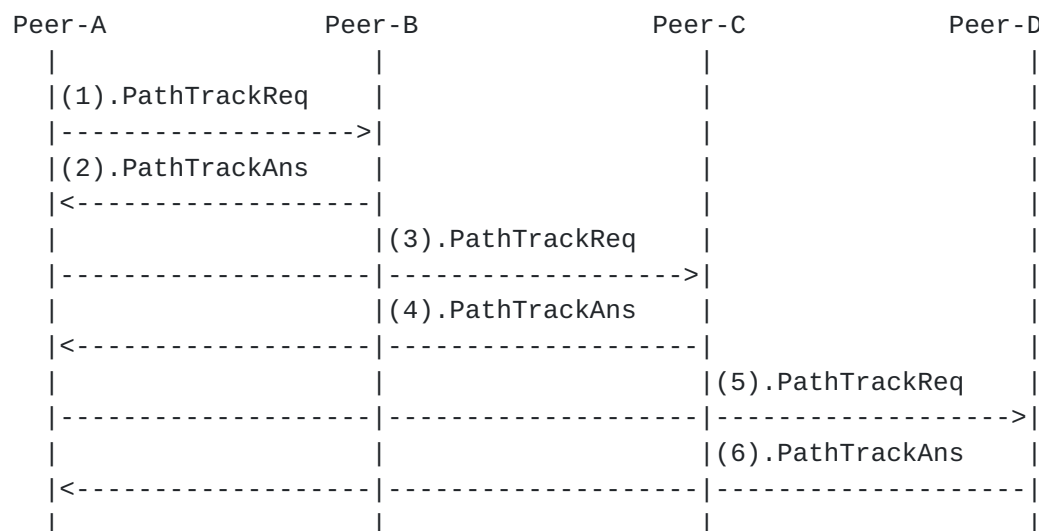 Peer-A Peer-B Peer-C Peer-D
(1).PathTrackReq
(2).PathTrackAns
(3).PathTrackReq
(4).PathTrackAns
(5).PathTrackReq
(6).PathTrackAns